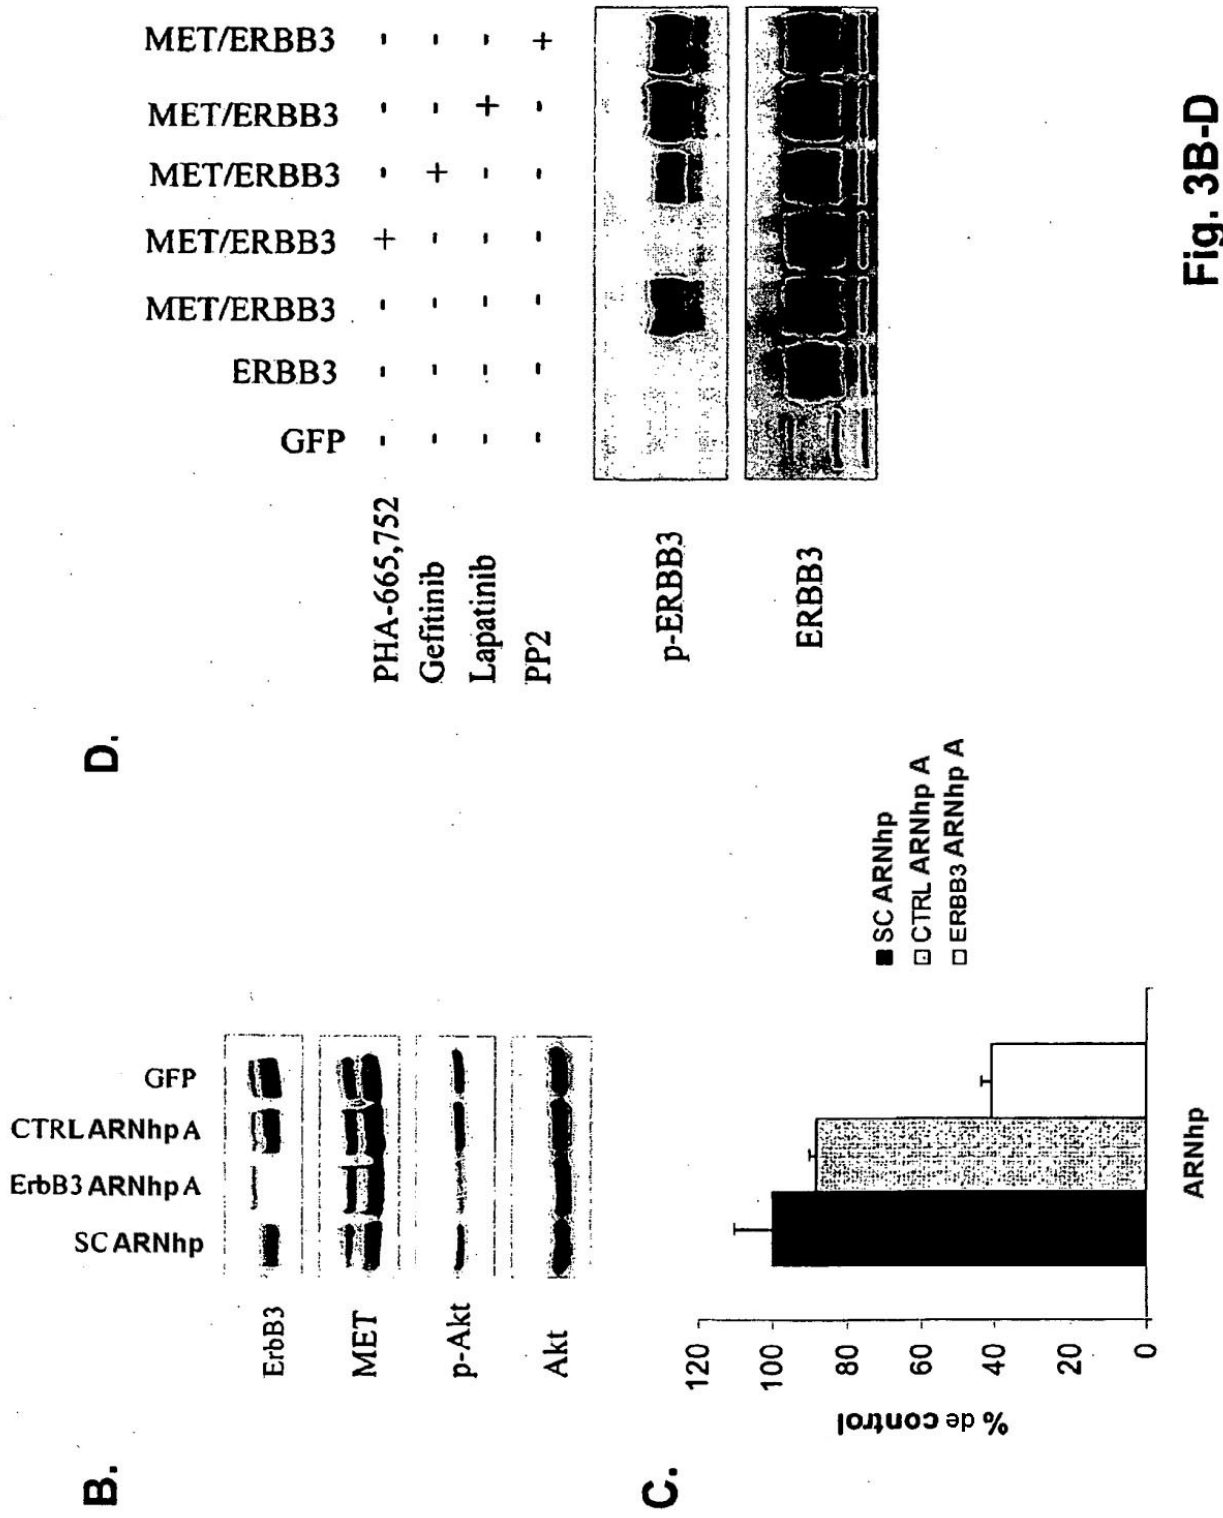 B.
SC ARNhp
ErbB3 ARNhp A
CTRL ARNhp A
GFP
ErbB3
MET
p-Akt
Akt
C.
% de control
120
100
80
60
40
20
0
ARNhp
SC ARNhp
CTRL ARNhp A
ERBB3 ARNhp A
D.
GFP
ERBB3
MET/ERBB3
MET/ERBB3
MET/ERBB3
MET/ERBB3
MET/ERBB3
PHA-665,752 - - - + - - -
Gefitinib - - - - + - -
Lapatinib - - - - - + -
PP2 - - - - - - +
p-ERBB3
ERBB3
Fig. 3B-D